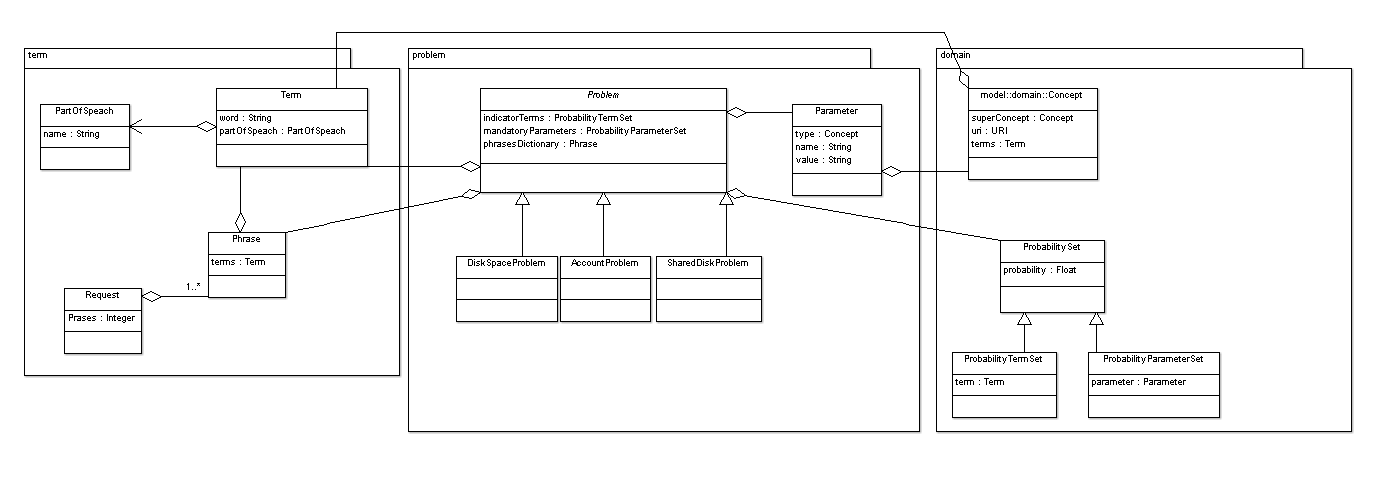 term
PartOfSpeach
name : String
Term
word : String
partOfSpeach : PartOfSpeach
Phrase
terms : Term
1..*
Request
Prases : Integer
problem
Problem
indicatorTerms : ProbabilityTermSet
mandatoryParameters : ProbabilityParameterSet
phrasesDictionary : Phrase
Parameter
type : Concept
name : String
value : String
DiskSpaceProblem
AccountProblem
SharedDiskProblem
domain
model::domain::Concept
superConcept : Concept
uri : URI
terms : Term
ProbabilitySet
probability : Float
ProbabilityTermSet
term : Term
ProbabilityParameterSet
parameter : Parameter